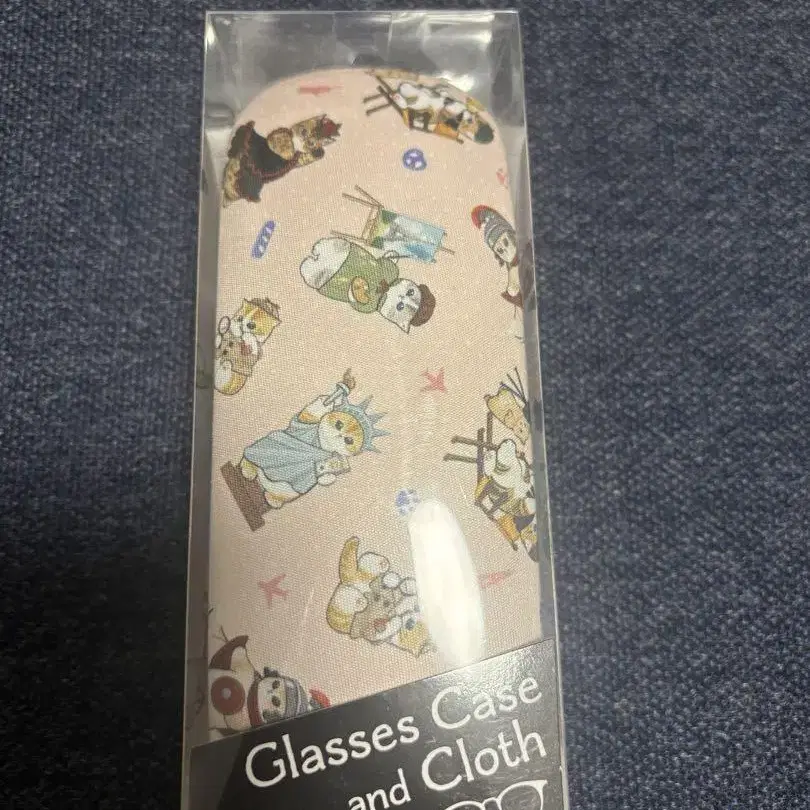 Glasses Case
and Cloth